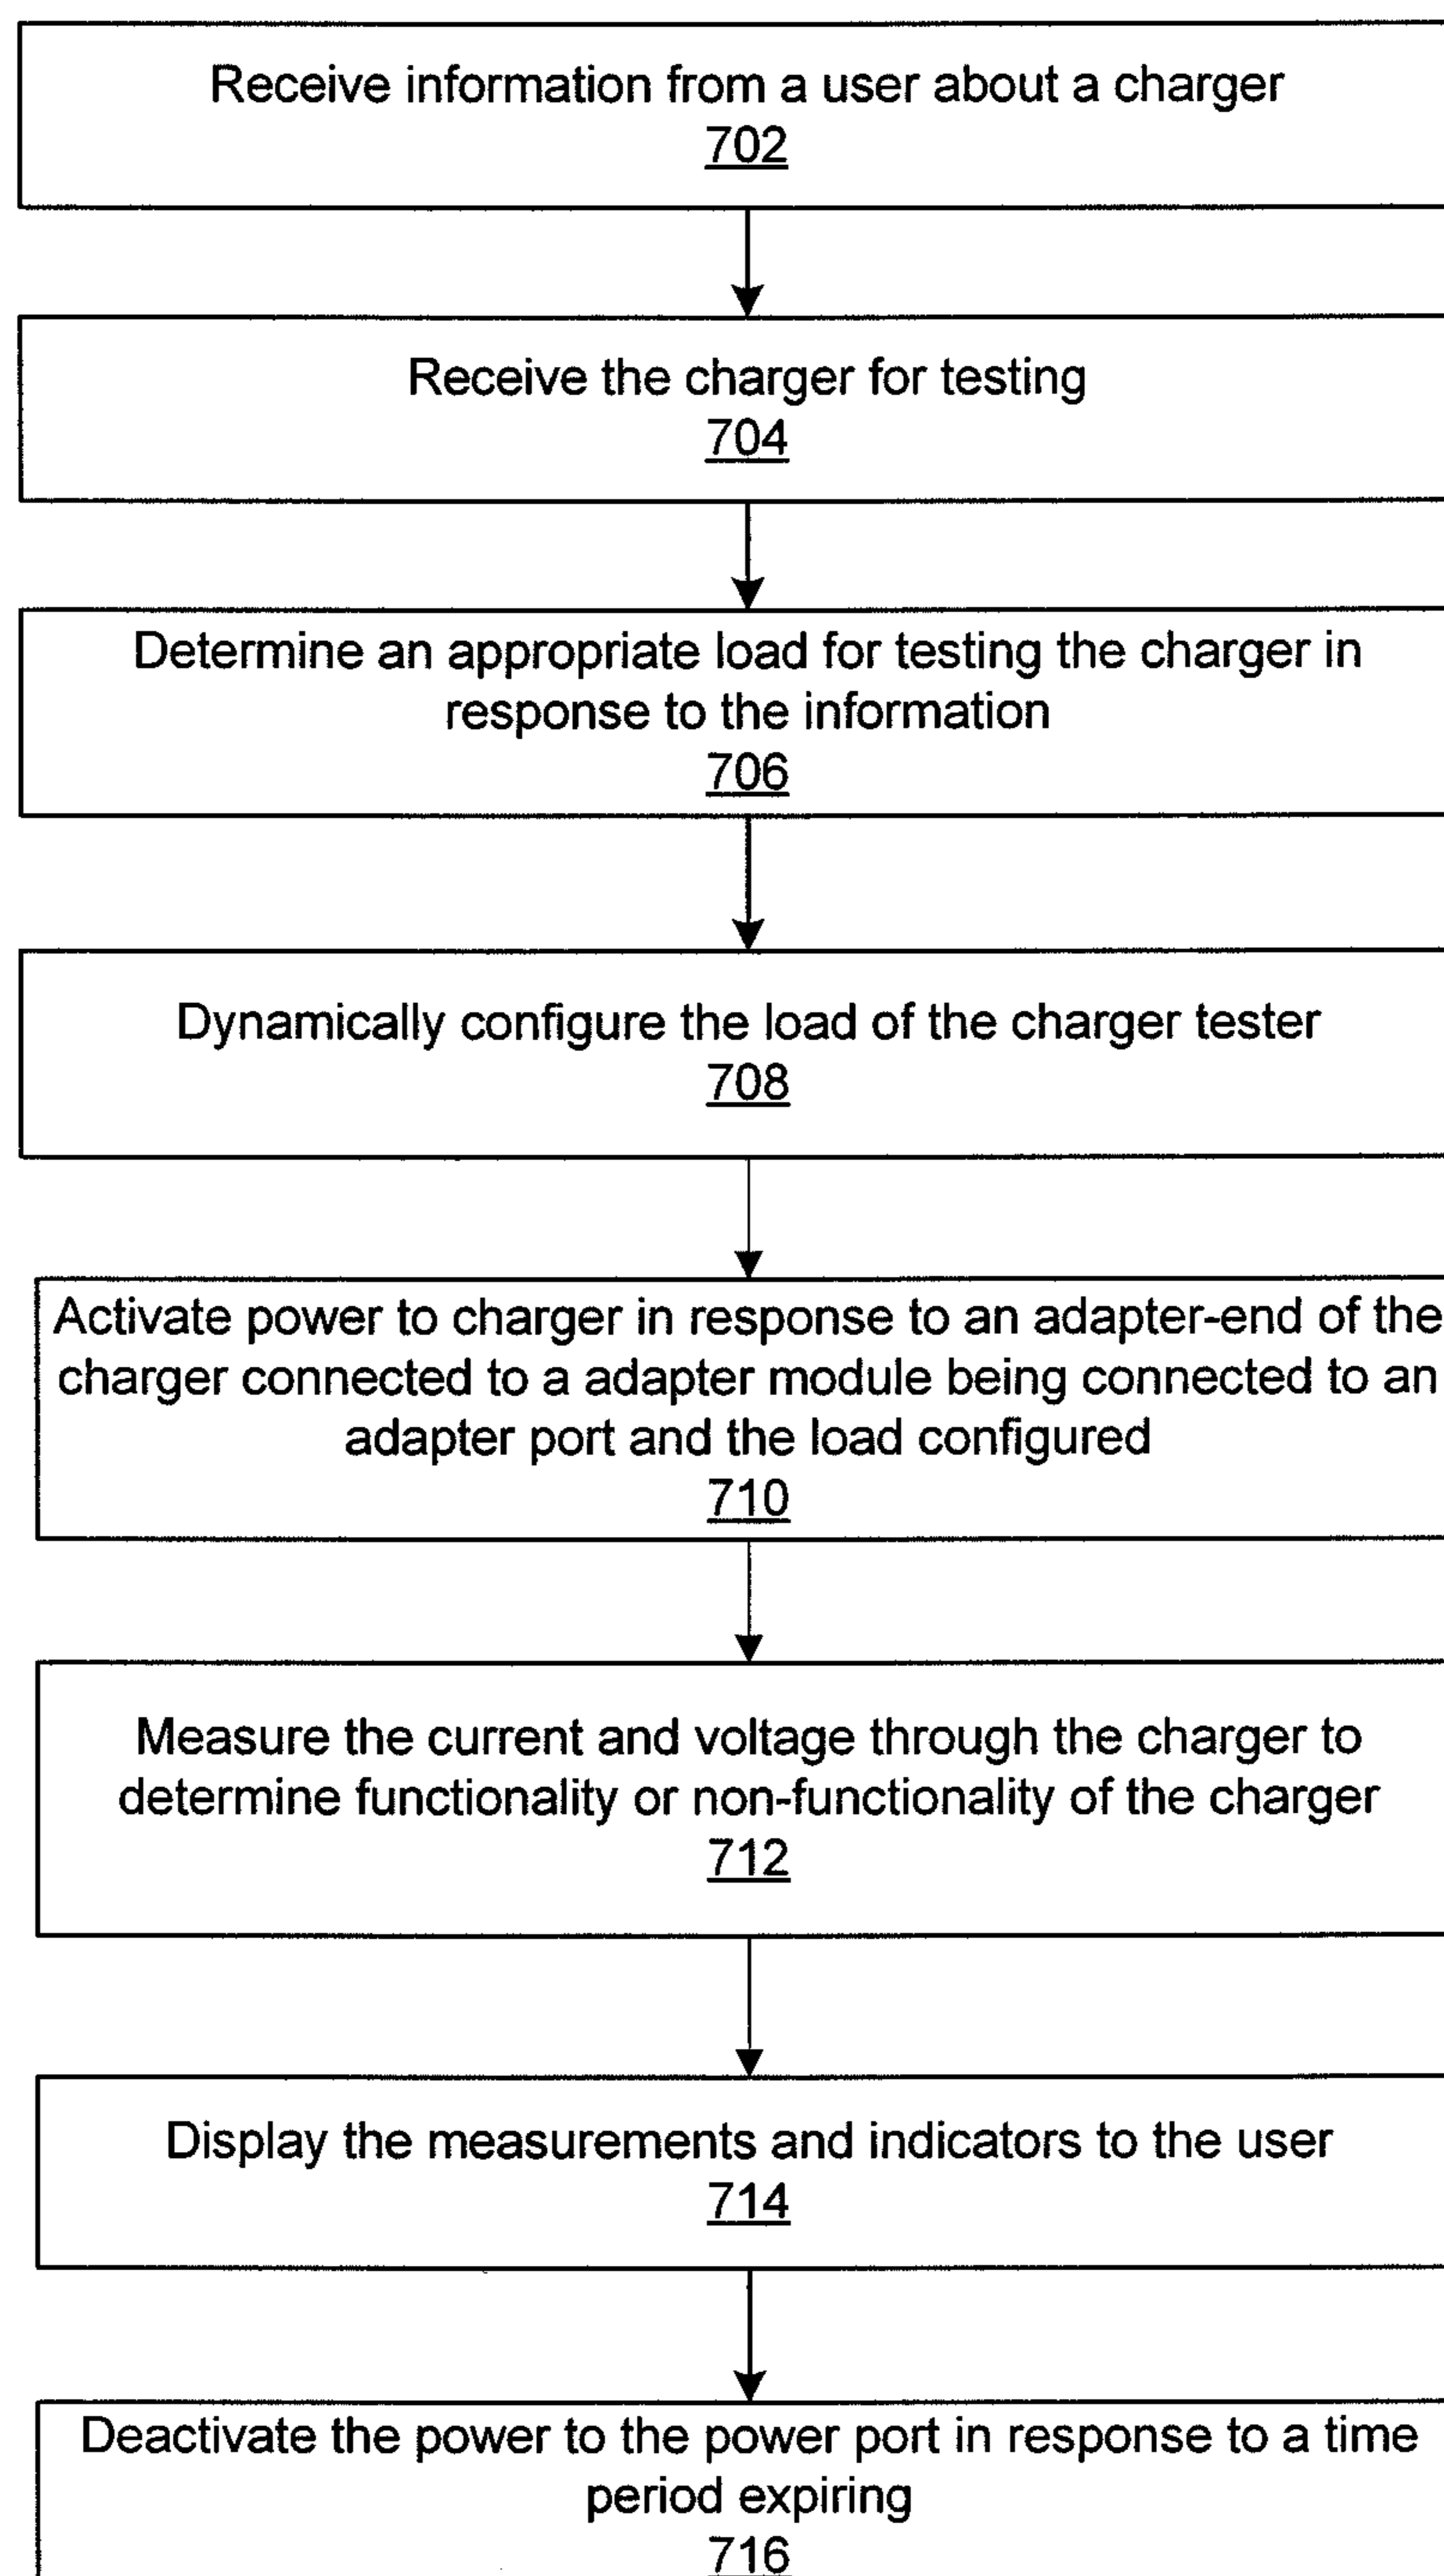 Receive information from a user about a charger
702
Receive the charger for testing
704
Determine an appropriate load for testing the charger in
response to the information
706
Dynamically configure the load of the charger tester
708
Activate power to charger in response to an adapter-end of the
charger connected to a adapter module being connected to an
adapter port and the load configured
710
Measure the current and voltage through the charger to
determine functionality or non-functionality of the charger
712
Display the measurements and indicators to the user
714
Deactivate the power to the power port in response to a time
period expiring
716